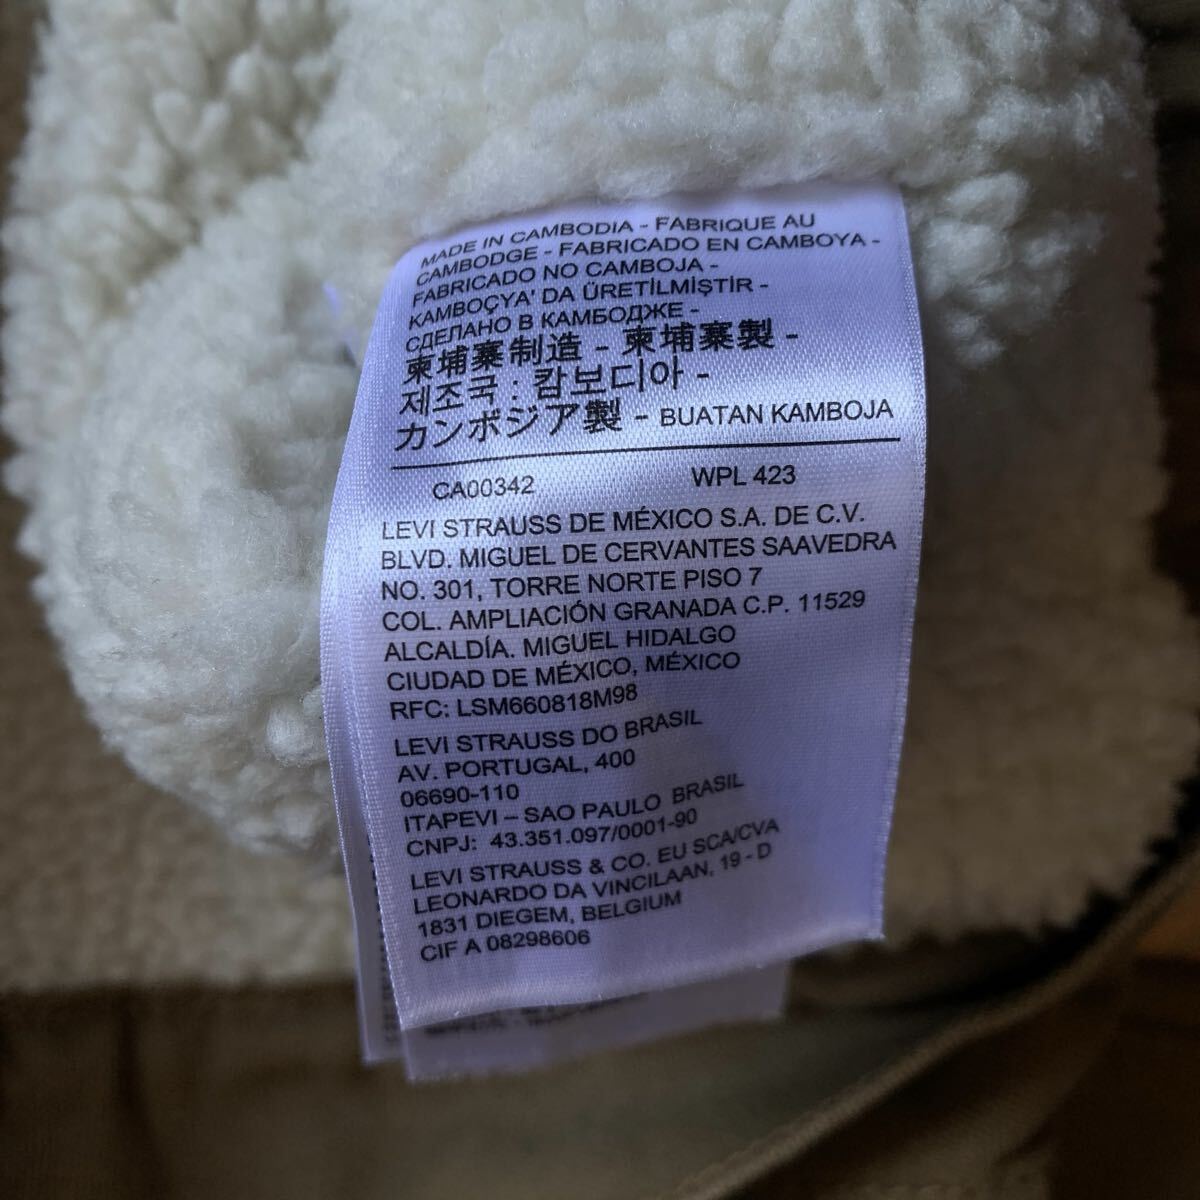 MADE IN CAMBODIA - FABRIQUE AU
CAMBODGE - FABRICADO EN CAMBOYA -
FABRICADO NO CAMBOJA -
KAMBOÇYA' DA ÜRETİLMİŞTİR -
СДЕЛАНО В КАМБОДЖЕ -
柬埔寨制造 - 柬埔寨製 -
제조국 : 캄보디아 -
カンボジア製 - BUATAN KAMBOJA
CA00342 WPL 423
LEVI STRAUSS DE MÉXICO S.A. DE C.V.
BLVD. MIGUEL DE CERVANTES SAAVEDRA
NO. 301, TORRE NORTE PISO 7
COL. AMPLIACIÓN GRANADA C.P. 11529
ALCALDÍA. MIGUEL HIDALGO
CIUDAD DE MÉXICO, MÉXICO
RFC: LSM660818M98
LEVI STRAUSS DO BRASIL
AV. PORTUGAL, 400
06690-110
ITAPEVI – SAO PAULO BRASIL
CNPJ: 43.351.097/0001-90
LEVI STRAUSS & CO. EU SCA/CVA
LEONARDO DA VINCILAAN, 19 - D
1831 DIEGEM, BELGIUM
CIF A 08298606